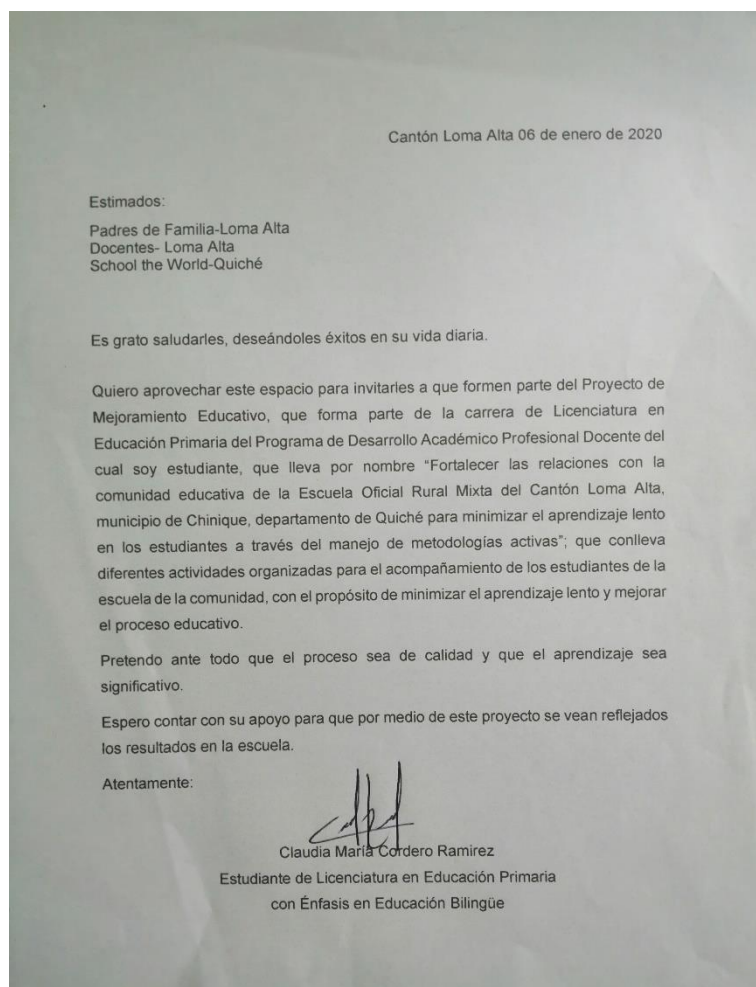 Cantón Loma Alta 06 de enero de 2020
Estimados:
Padres de Familia-Loma Alta
Docentes- Loma Alta
School the World-Quiché
Es grato saludarles, deseándoles éxitos en su vida diaria.
Quiero aprovechar este espacio para invitarles a que formen parte del Proyecto de
Mejoramiento Educativo, que forma parte de la carrera de Licenciatura en
Educación Primaria del Programa de Desarrollo Académico Profesional Docente del
cual soy estudiante, que lleva por nombre “Fortalecer las relaciones con la
comunidad educativa de la Escuela Oficial Rural Mixta del Cantón Loma Alta,
municipio de Chinique, departamento de Quiché para minimizar el aprendizaje lento
en los estudiantes a través del manejo de metodologías activas”; que conlleva
diferentes actividades organizadas para el acompañamiento de los estudiantes de la
escuela de la comunidad, con el propósito de minimizar el aprendizaje lento y mejorar
el proceso educativo.
Pretendo ante todo que el proceso sea de calidad y que el aprendizaje sea
significativo.
Espero contar con su apoyo para que por medio de este proyecto se vean reflejados
los resultados en la escuela.
Atentamente:
Claudia María Cordero Ramirez
Estudiante de Licenciatura en Educación Primaria
con Énfasis en Educación Bilingüe